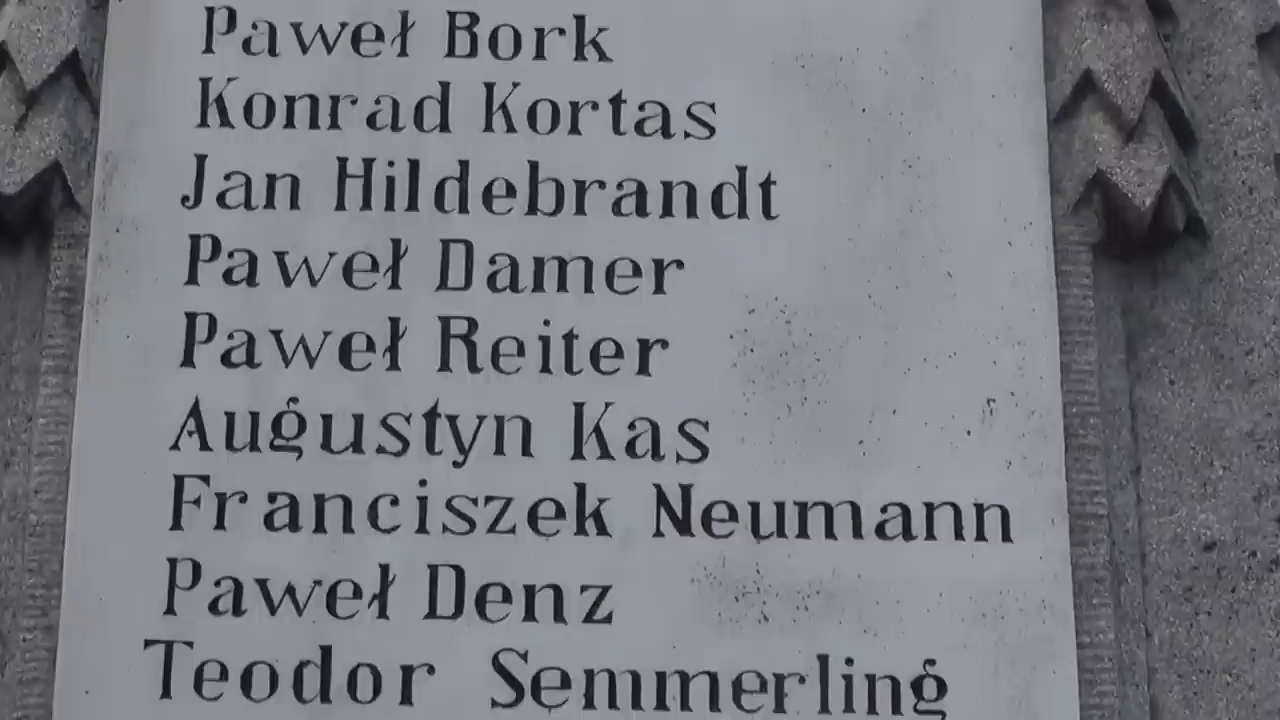 Paweł Bork
Konrad Kortas
Jan Hildebrandt
Paweł Damer
Paweł Reiter
Augustyn Kas
Franciszek Neumann
Paweł Denz
Teodor Semmerling